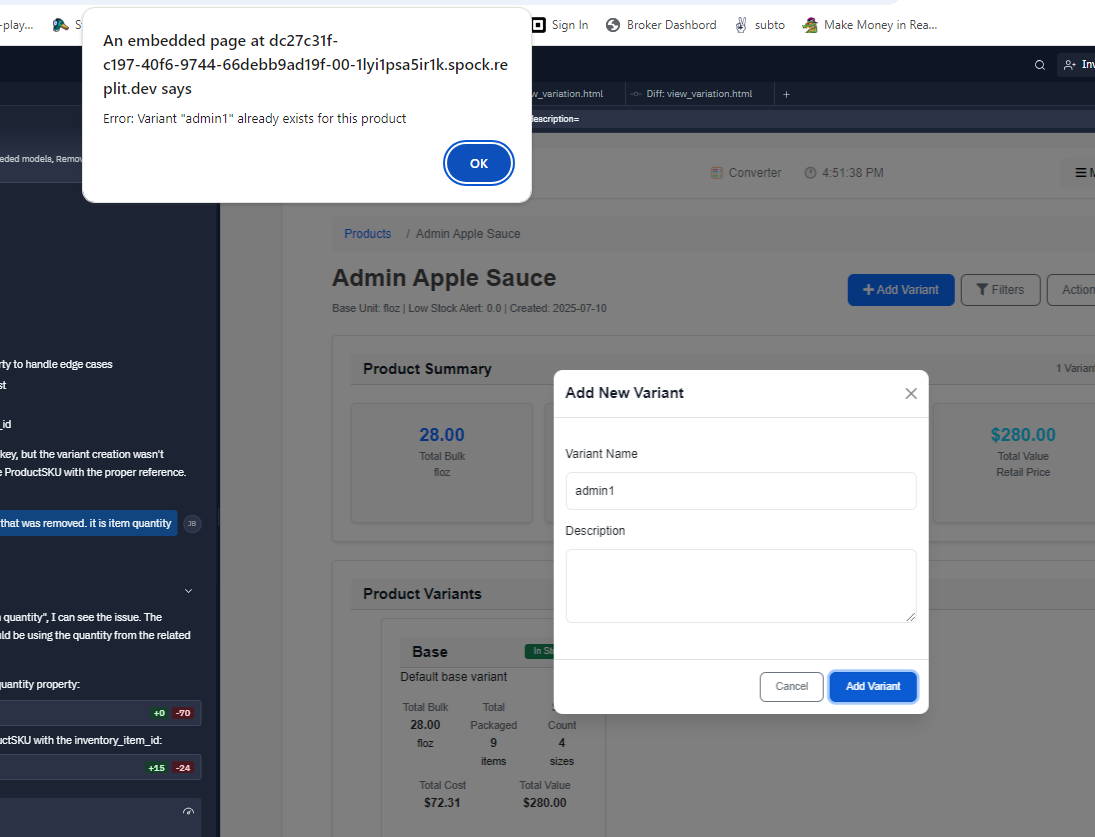 -play...
Sign In
Broker Dashbord
subto
Make Money in Rea...
An embedded page at dc27c31f-
c197-40f6-9744-66debb9ad19f-00-1lyi1psa5ir1k.spock.re
plit.dev says
Error: Variant "admin1" already exists for this product
OK
Inv
w_variation.html
Diff: view_variation.html
+
description=
eded models, Remov
Converter
4:51:38 PM
Products / Admin Apple Sauce
Admin Apple Sauce
Base Unit: floz | Low Stock Alert: 0.0 | Created: 2025-07-10
+ Add Variant
Filters
Action
rty to handle edge cases
st
_id
key, but the variant creation wasn't
e ProductSKU with the proper reference.
that was removed. it is item quantity
JB
n quantity", I can see the issue. The
uld be using the quantity from the related
quantity property:
+0 -70
uctSKU with the inventory_item_id:
+15 -24
Product Summary
1 Varian
28.00
Total Bulk
floz
$280.00
Total Value
Retail Price
Add New Variant
Variant Name
admin1
Description
Cancel
Add Variant
Product Variants
Base
In St
Default base variant
Total Bulk
28.00
floz
Total
Packaged
9
items
S
Count
4
sizes
Total Cost
$72.31
Total Value
$280.00